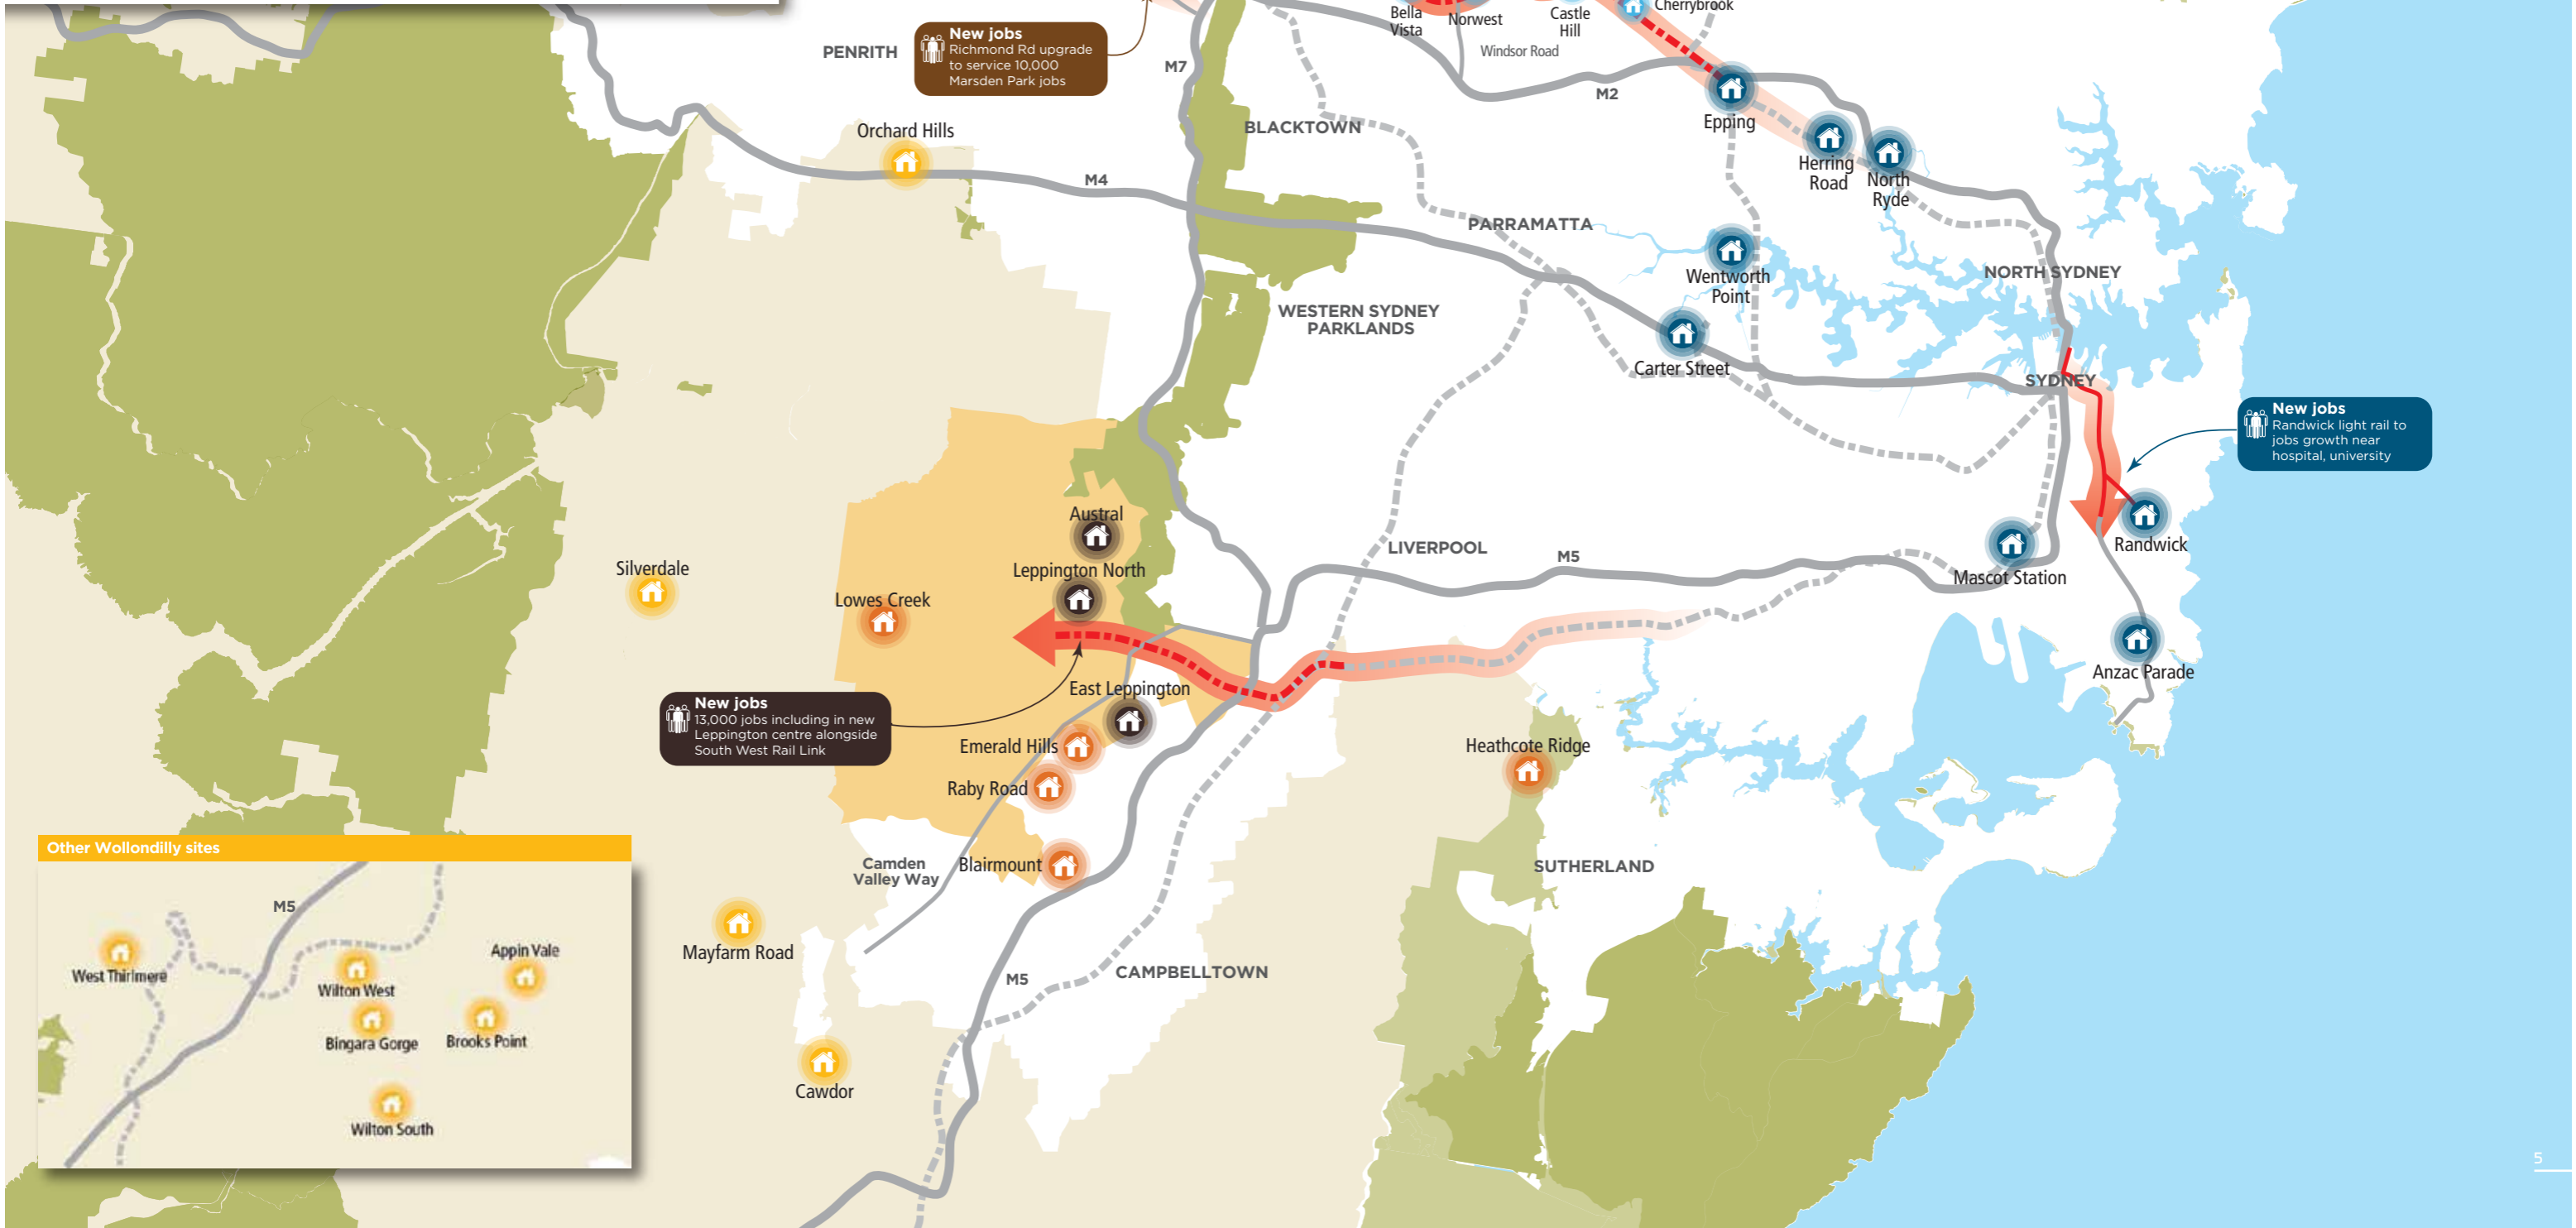 Bella
Vista
Norwest
Castle
Hill
Cherrybrook
Windsor Road
PENRITH
New jobs
Richmond Rd upgrade
to service 10,000
Marsden Park jobs
M7
M2
Epping
Orchard Hills
BLACKTOWN
Herring
Road
North
Ryde
M4
PARRAMATTA
Wentworth
Point
NORTH SYDNEY
WESTERN SYDNEY
PARKLANDS
Carter Street
SYDNEY
New jobs
Randwick light rail to
jobs growth near
hospital, university
Austral
Leppington North
Silverdale
Lowes Creek
LIVERPOOL
M5
Mascot Station
Randwick
Anzac Parade
New jobs
13,000 jobs including in new
Leppington centre alongside
South West Rail Link
East Leppington
Emerald Hills
Raby Road
Heathcote Ridge
Blairmount
Camden
Valley Way
SUTHERLAND
Mayfarm Road
M5
CAMPBELLTOWN
Cawdor
Other Wollondilly sites
M5
West Thirlmere
Wilton West
Appin Vale
Bingara Gorge
Brooks Point
Wilton South
5